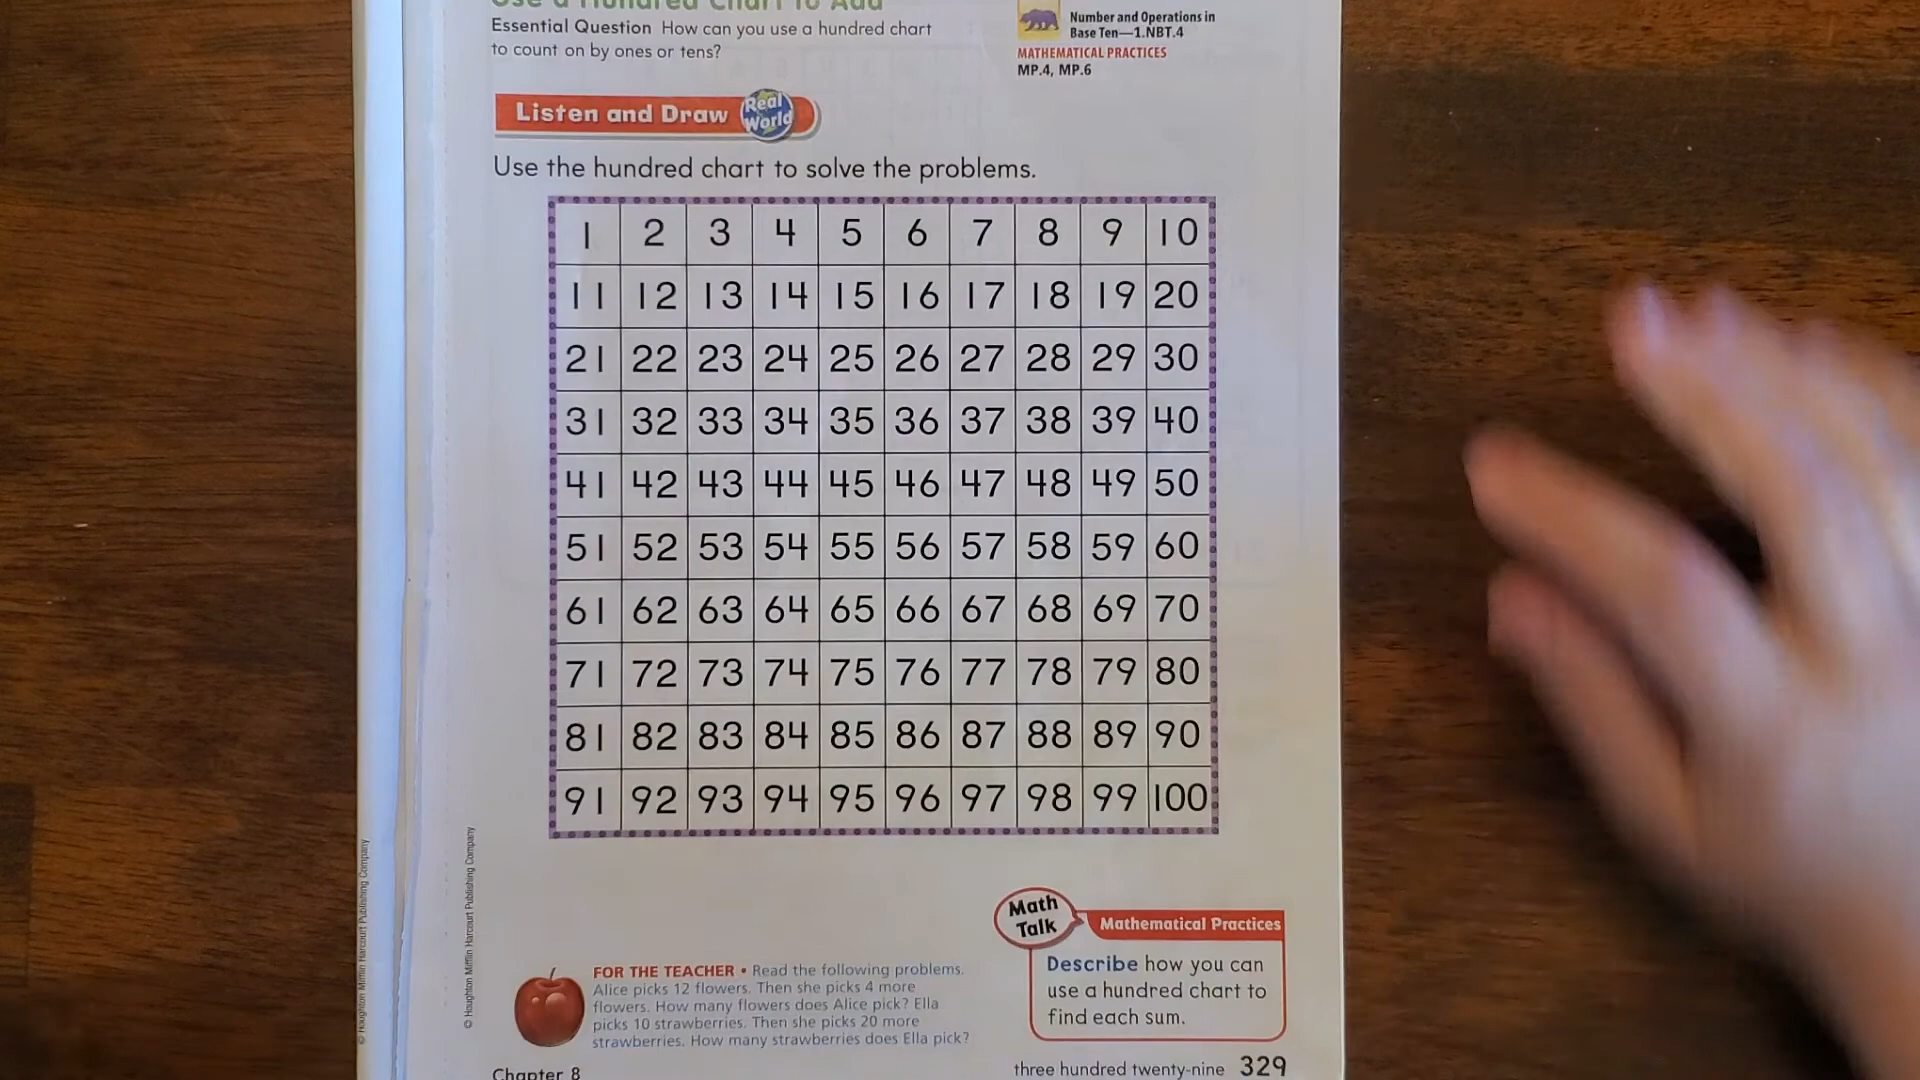 Use a Hundred Chart to Add
Essential Question How can you use a hundred chart
to count on by ones or tens?
Number and Operations in
Base Ten—1.NBT.4
MATHEMATICAL PRACTICES
MP.4, MP.6
Listen and Draw
Real
World
Use the hundred chart to solve the problems.
1 2 3 4 5 6 7 8 9 10
11 12 13 14 15 16 17 18 19 20
21 22 23 24 25 26 27 28 29 30
31 32 33 34 35 36 37 38 39 40
41 42 43 44 45 46 47 48 49 50
51 52 53 54 55 56 57 58 59 60
61 62 63 64 65 66 67 68 69 70
71 72 73 74 75 76 77 78 79 80
81 82 83 84 85 86 87 88 89 90
91 92 93 94 95 96 97 98 99 100
© Houghton Mifflin Harcourt Publishing Company
© Houghton Mifflin Harcourt Publishing Company
FOR THE TEACHER • Read the following problems.
Alice picks 12 flowers. Then she picks 4 more
flowers. How many flowers does Alice pick? Ella
picks 10 strawberries. Then she picks 20 more
strawberries. How many strawberries does Ella pick?
Math
Talk
Mathematical Practices
Describe how you can
use a hundred chart to
find each sum.
Chapter 8
three hundred twenty-nine 329